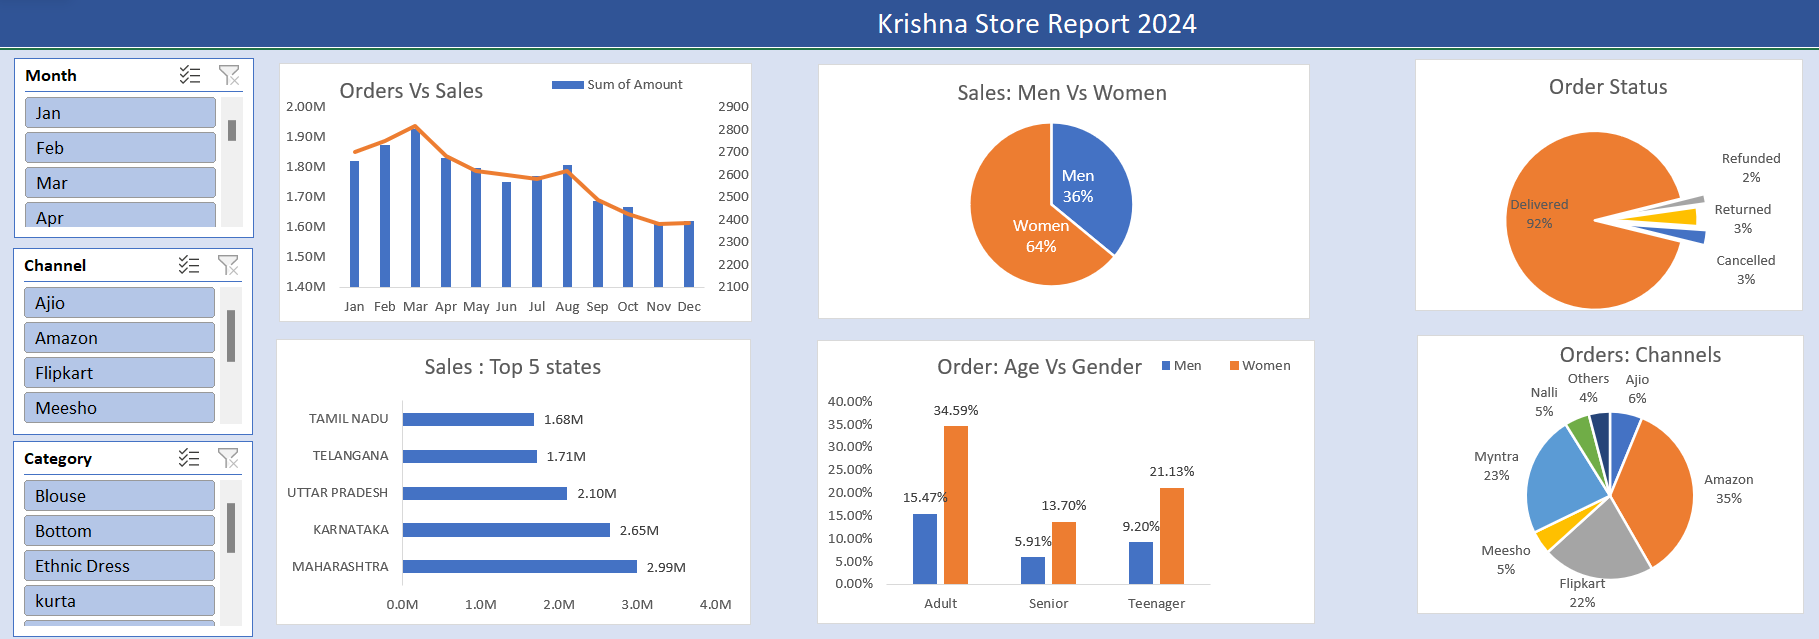 Krishna Store Report 2024
Month
Jan
Feb
Mar
Apr
Channel
Ajio
Amazon
Flipkart
Meesho
Category
Blouse
Bottom
Ethnic Dress
kurta
Orders Vs Sales
Sum of Amount
2.00M
1.90M
1.80M
1.70M
1.60M
1.50M
1.40M
2900
2800
2700
2600
2500
2400
2300
2200
2100
Jan Feb Mar Apr May Jun Jul Aug Sep Oct Nov Dec
Sales : Top 5 states
TAMIL NADU 1.68M
TELANGANA 1.71M
UTTAR PRADESH 2.10M
KARNATAKA 2.65M
MAHARASHTRA 2.99M
0.0M 1.0M 2.0M 3.0M 4.0M
Sales: Men Vs Women
Men
36%
Women
64%
Order: Age Vs Gender
Men Women
40.00%
35.00%
30.00%
25.00%
20.00%
15.00%
10.00%
5.00%
0.00%
15.47%
34.59%
5.91%
13.70%
9.20%
21.13%
Adult Senior Teenager
Order Status
Refunded
2%
Delivered
92%
Returned
3%
Cancelled
3%
Orders: Channels
Others
4%
Ajio
6%
Nalli
5%
Myntra
23%
Amazon
35%
Meesho
5%
Flipkart
22%